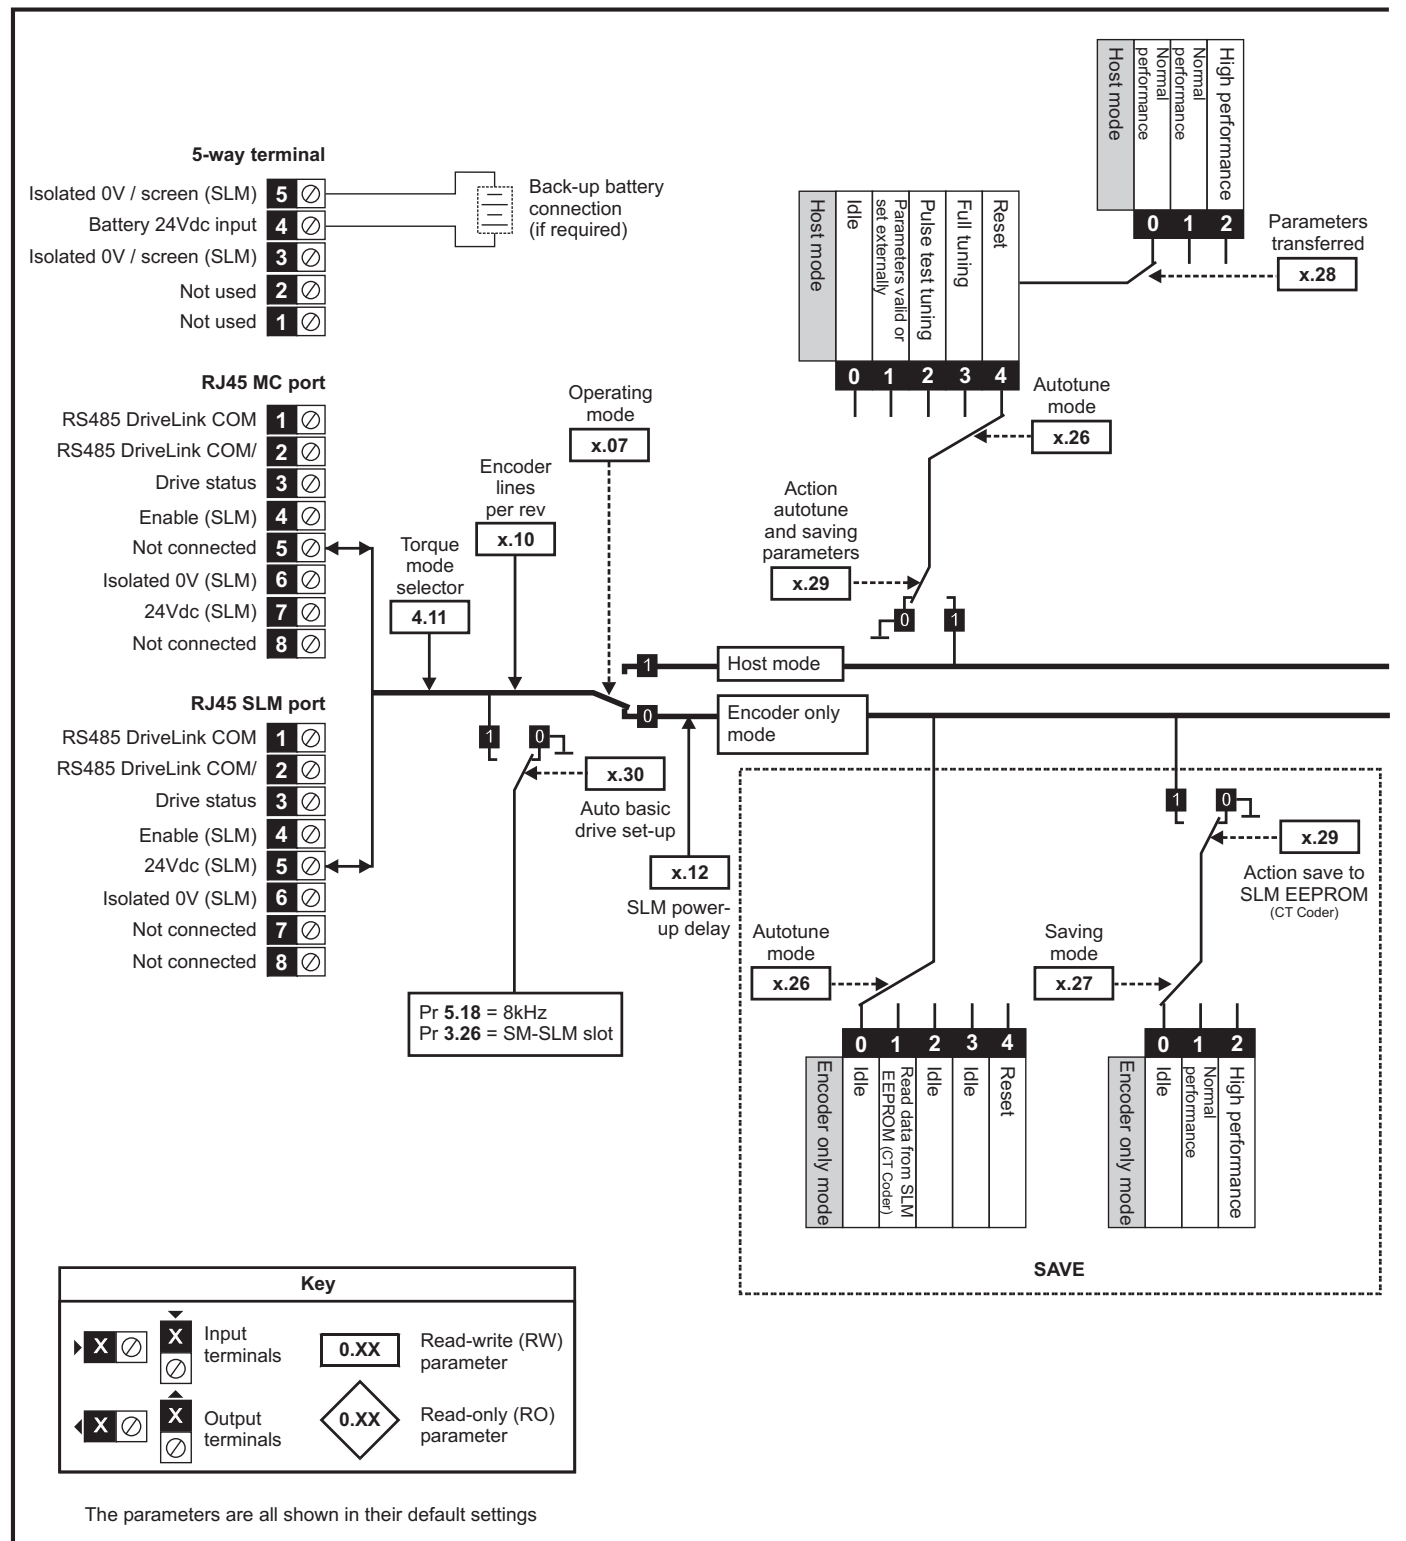 5-way terminal
Isolated 0V / screen (SLM) 5
Battery 24Vdc input 4
Isolated 0V / screen (SLM) 3
Not used 2
Not used 1
Back-up battery
connection
(if required)
RJ45 MC port
RS485 DriveLink COM 1
RS485 DriveLink COM/ 2
Drive status 3
Enable (SLM) 4
Not connected 5
Isolated 0V (SLM) 6
24Vdc (SLM) 7
Not connected 8
RJ45 SLM port
RS485 DriveLink COM 1
RS485 DriveLink COM/ 2
Drive status 3
Enable (SLM) 4
24Vdc (SLM) 5
Isolated 0V (SLM) 6
Not connected 7
Not connected 8
Torque
mode
selector
4.11
Encoder
lines
per rev
x.10
Operating
mode
x.07
1
0
x.30
Auto basic
drive set-up
Pr 5.18 = 8kHz
Pr 3.26 = SM-SLM slot
1
0
Host mode
Encoder only
mode
x.12
SLM power-
up delay
Host mode
Normal
performance
Normal
performance
High performance
0 1 2
Parameters
transferred
x.28
Host mode
Idle
Parameters valid or
set externally
Pulse test tuning
Full tuning
Reset
0 1 2 3 4
Autotune
mode
x.26
Action
autotune
and saving
parameters
x.29
0
1
1
0
x.29
Action save to
SLM EEPROM
(CT Coder)
Autotune
mode
x.26
0 1 2 3 4
Encoder only mode
Idle
Read data from SLM
EEPROM (CT Coder)
Idle
Idle
Reset
Saving
mode
x.27
0 1 2
Encoder only mode
Idle
Normal
performance
High performance
SAVE
Key
X
X
Input
terminals
0.XX
Read-write (RW)
parameter
X
X
Output
terminals
0.XX
Read-only (RO)
parameter
The parameters are all shown in their default settings